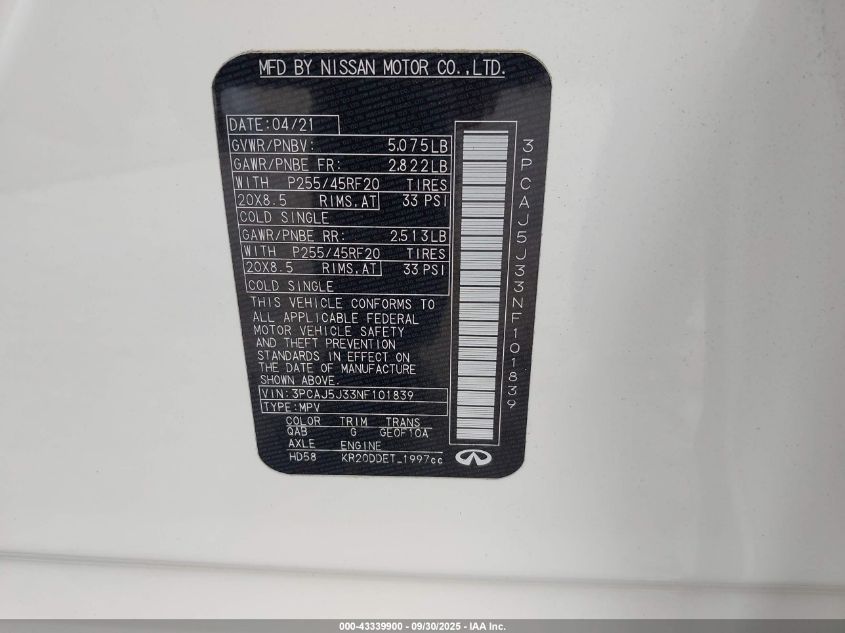 MFD BY NISSAN MOTOR CO.,LTD.
DATE:04/21
GVWR/PNBV: 5.075LB
GAWR/PNBE FR: 2.822LB
WITH P255/45RF20 TIRES
20X8.5 RIMS.AT 33 PSI
COLD SINGLE
GAWR/PNBE RR: 2.513LB
WITH P255/45RF20 TIRES
20X8.5 RIMS.AT 33 PSI
COLD SINGLE
THIS VEHICLE CONFORMS TO
ALL APPLICABLE FEDERAL
MOTOR VEHICLE SAFETY
AND THEFT PREVENTION
STANDARDS IN EFFECT ON
THE DATE OF MANUFACTURE
SHOWN ABOVE.
VIN:3PCAJ5J33NF101839
TYPE:MPV
COLOR TRIM TRANS
QAB G GEOF10A
AXLE ENGINE
HD58 KR20DDET_1997cc
3PCAJ5J33NF101839
000-43339900 - 09/30/2025 - IAA Inc.